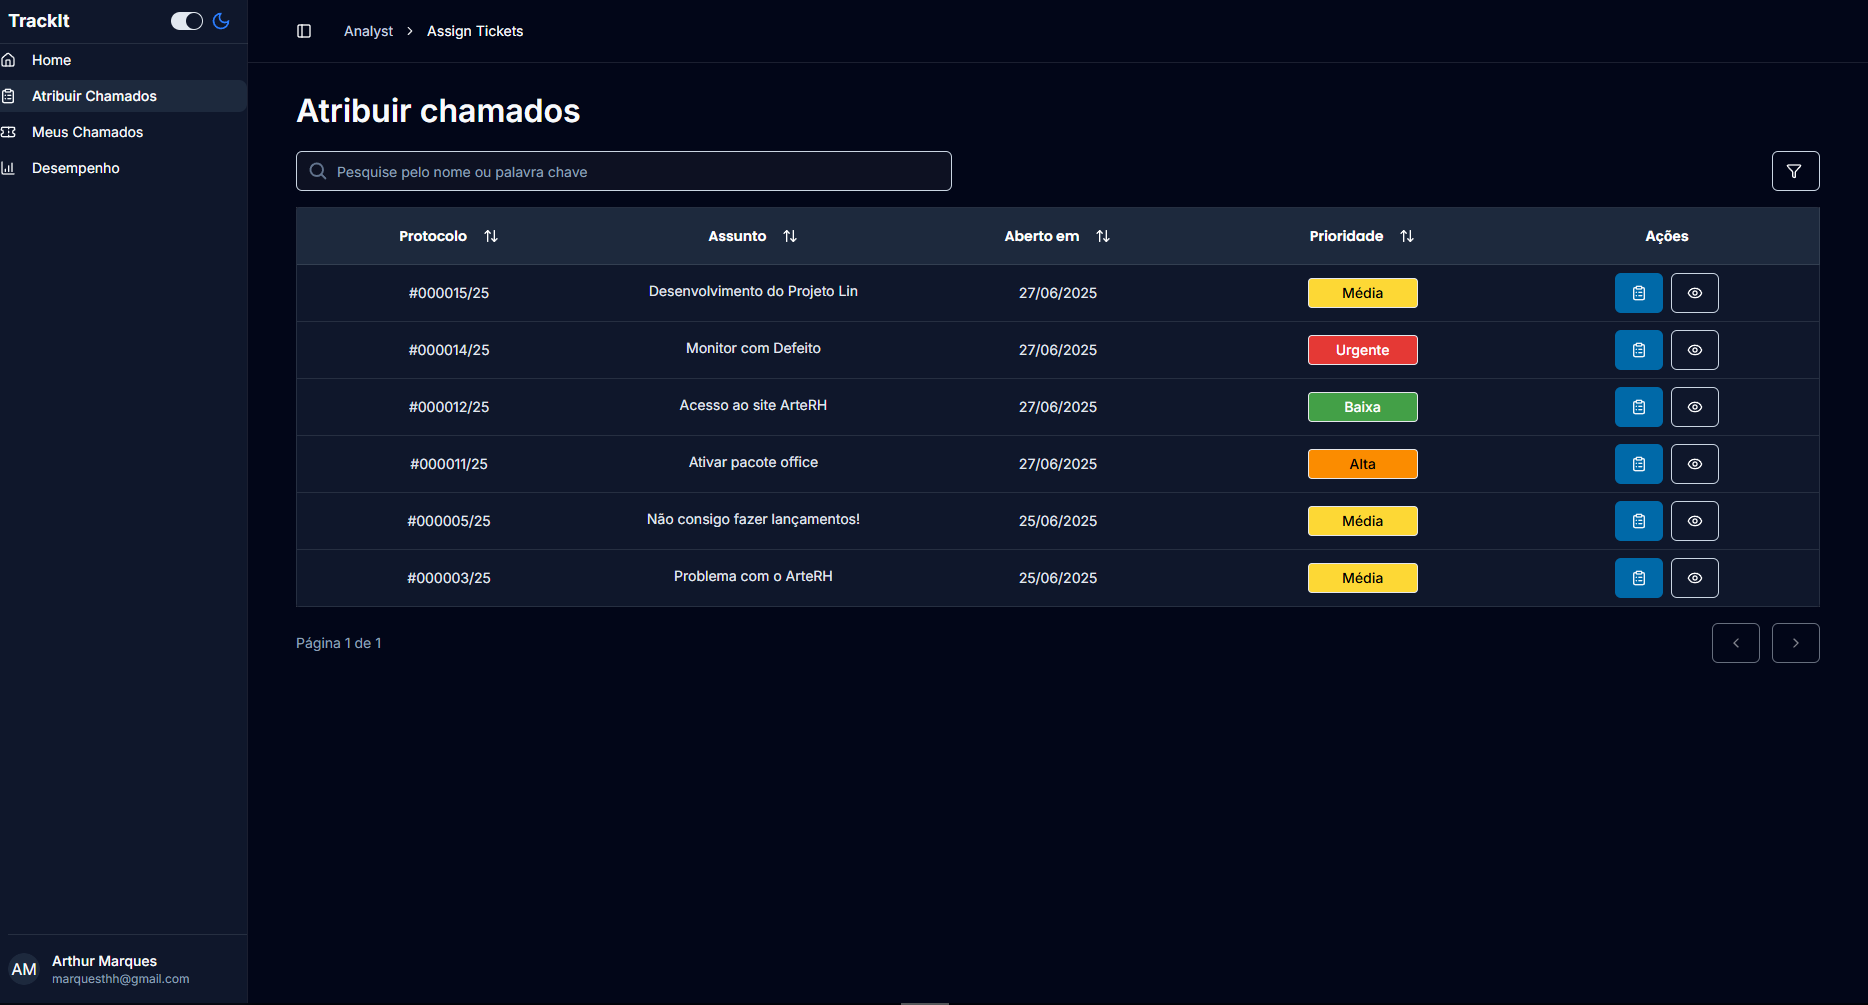 TrackIt
Home
Atribuir Chamados
Meus Chamados
Desempenho
Analyst > Assign Tickets
Atribuir chamados
Pesquise pelo nome ou palavra chave
Protocolo Assunto Aberto em Prioridade Ações
#000015/25 Desenvolvimento do Projeto Lin 27/06/2025 Média
#000014/25 Monitor com Defeito 27/06/2025 Urgente
#000012/25 Acesso ao site ArteRH 27/06/2025 Baixa
#000011/25 Ativar pacote office 27/06/2025 Alta
#000005/25 Não consigo fazer lançamentos! 25/06/2025 Média
#000003/25 Problema com o ArteRH 25/06/2025 Média
Página 1 de 1
AM
Arthur Marques
marquesthh@gmail.com